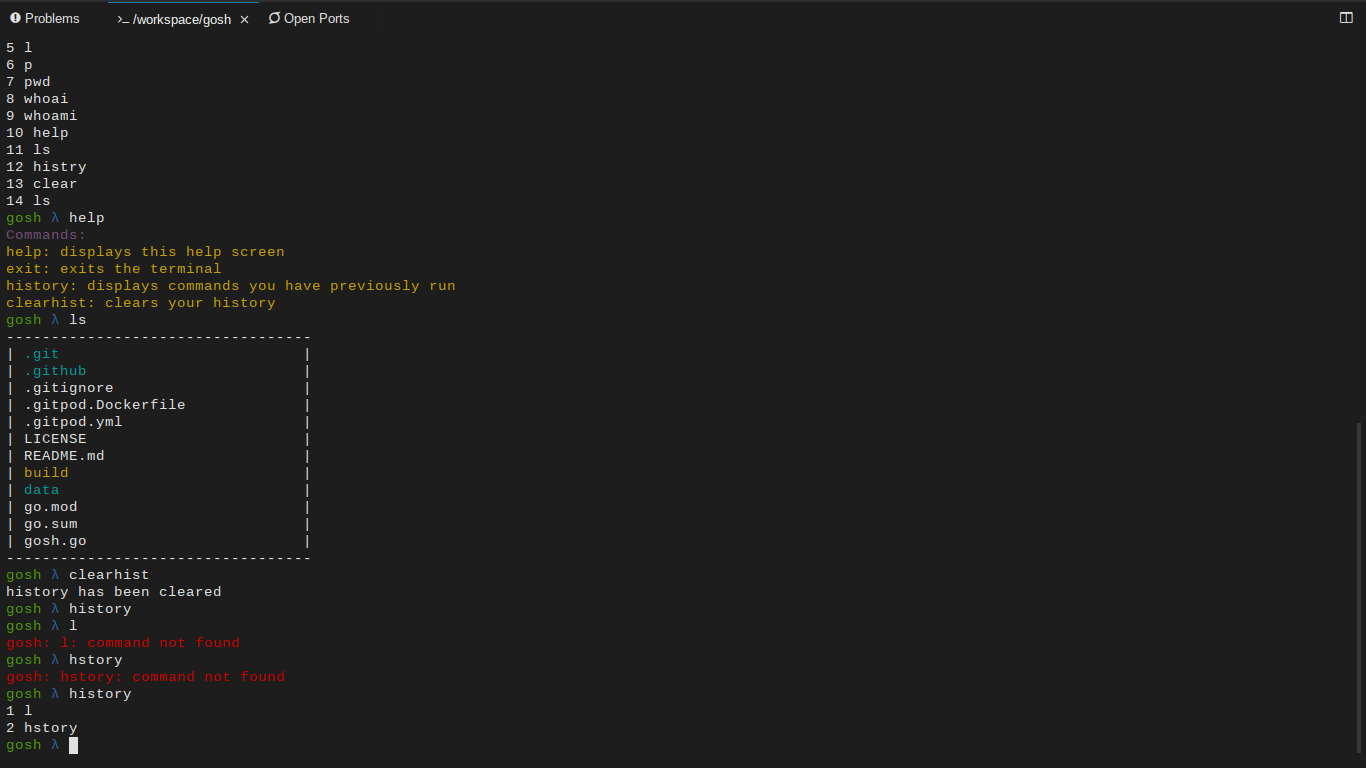 Problems >_ /workspace/gosh × Open Ports
5 l
6 p
7 pwd
8 whoai
9 whoami
10 help
11 ls
12 histry
13 clear
14 ls
gosh λ help
Commands:
help: displays this help screen
exit: exits the terminal
history: displays commands you have previously run
clearhist: clears your history
gosh λ ls
----------------------------------
| .git |
| .github |
| .gitignore |
| .gitpod.Dockerfile |
| .gitpod.yml |
| LICENSE |
| README.md |
| build |
| data |
| go.mod |
| go.sum |
| gosh.go |
----------------------------------
gosh λ clearhist
history has been cleared
gosh λ history
gosh λ l
gosh: l: command not found
gosh λ hstory
gosh: hstory: command not found
gosh λ history
1 l
2 hstory
gosh λ